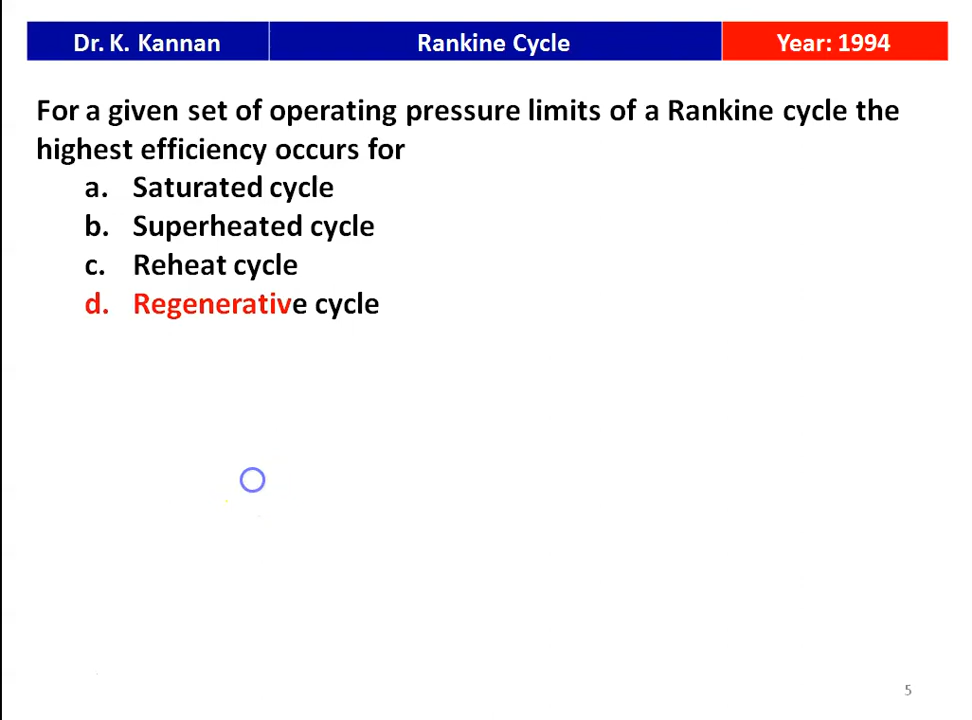 Dr. K. Kannan Rankine Cycle Year: 1994
For a given set of operating pressure limits of a Rankine cycle the
highest efficiency occurs for
a. Saturated cycle
b. Superheated cycle
c. Reheat cycle
d. Regenerative cycle
5